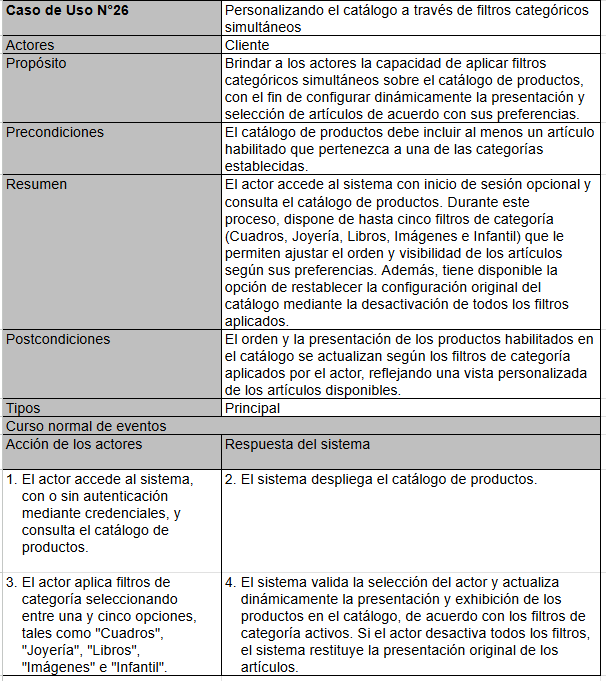 Caso de Uso N°26
Personalizando el catálogo a través de filtros categóricos
simultáneos
Actores
Cliente
Propósito
Brindar a los actores la capacidad de aplicar filtros
categóricos simultáneos sobre el catálogo de productos,
con el fin de configurar dinámicamente la presentación y
selección de artículos de acuerdo con sus preferencias.
Precondiciones
El catálogo de productos debe incluir al menos un artículo
habilitado que pertenezca a una de las categorías
establecidas.
Resumen
El actor accede al sistema con inicio de sesión opcional y
consulta el catálogo de productos. Durante este
proceso, dispone de hasta cinco filtros de categoría
(Cuadros, Joyería, Libros, Imágenes e Infantil) que le
permiten ajustar el orden y visibilidad de los artículos
según sus preferencias. Además, tiene disponible la
opción de restablecer la configuración original del
catálogo mediante la desactivación de todos los filtros
aplicados.
Postcondiciones
El orden y la presentación de los productos habilitados en
el catálogo se actualizan según los filtros de categoría
aplicados por el actor, reflejando una vista personalizada
de los artículos disponibles.
Tipos
Principal
Curso normal de eventos
Acción de los actores
Respuesta del sistema
1. El actor accede al sistema,
con o sin autenticación
mediante credenciales, y
consulta el catálogo de
productos.
2. El sistema despliega el catálogo de productos.
3. El actor aplica filtros de
categoría seleccionando
entre una y cinco opciones,
tales como "Cuadros",
"Joyería", "Libros",
"Imágenes" e "Infantil".
4. El sistema valida la selección del actor y actualiza
dinámicamente la presentación y exhibición de los
productos en el catálogo, de acuerdo con los filtros de
categoría activos. Si el actor desactiva todos los filtros,
el sistema restituye la presentación original de los
artículos.